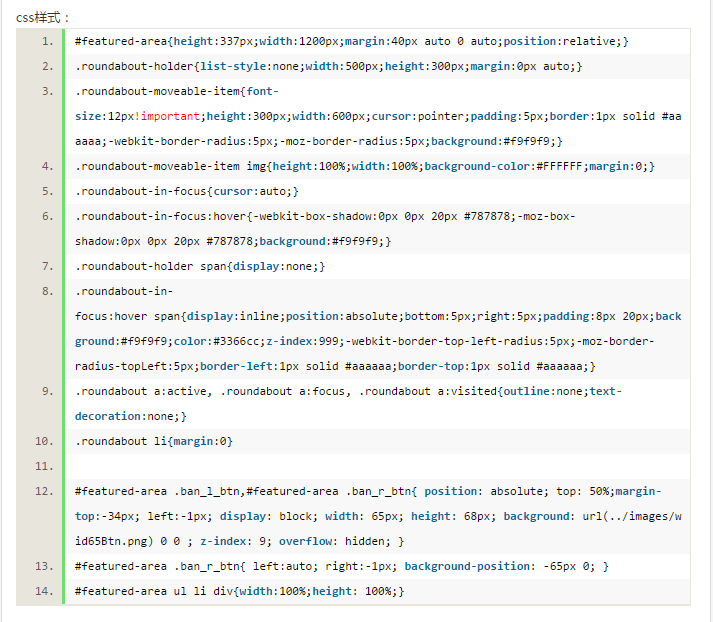 css样式：
1. #featured-area{height:337px;width:1200px;margin:40px auto 0 auto;position:relative;}
2. .roundabout-holder{list-style:none;width:500px;height:300px;margin:0px auto;}
3. .roundabout-moveable-item{font-
size:12px!important;height:300px;width:600px;cursor:pointer;padding:5px;border:1px solid #aa
aaaa;-webkit-border-radius:5px;-moz-border-radius:5px;background:#f9f9f9;}
4. .roundabout-moveable-item img{height:100%;width:100%;background-color:#FFFFFF;margin:0;}
5. .roundabout-in-focus{cursor:auto;}
6. .roundabout-in-focus:hover{-webkit-box-shadow:0px 0px 20px #787878;-moz-box-
shadow:0px 0px 20px #787878;background:#f9f9f9;}
7. .roundabout-holder span{display:none;}
8. .roundabout-in-
focus:hover span{display:inline;position:absolute;bottom:5px;right:5px;padding:8px 20px;back
ground:#f9f9f9;color:#3366cc;z-index:999;-webkit-border-top-left-radius:5px;-moz-border-
radius-topLeft:5px;border-left:1px solid #aaaaaa;border-top:1px solid #aaaaaa;}
9. .roundabout a:active, .roundabout a:focus, .roundabout a:visited{outline:none;text-
decoration:none;}
10. .roundabout li{margin:0}
11.
12. #featured-area .ban_l_btn,#featured-area .ban_r_btn{ position: absolute; top: 50%;margin-
top:-34px; left:-1px; display: block; width: 65px; height: 68px; background: url(../images/w
id65Btn.png) 0 0 ; z-index: 9; overflow: hidden; }
13. #featured-area .ban_r_btn{ left:auto; right:-1px; background-position: -65px 0; }
14. #featured-area ul li div{width:100%;height: 100%;}